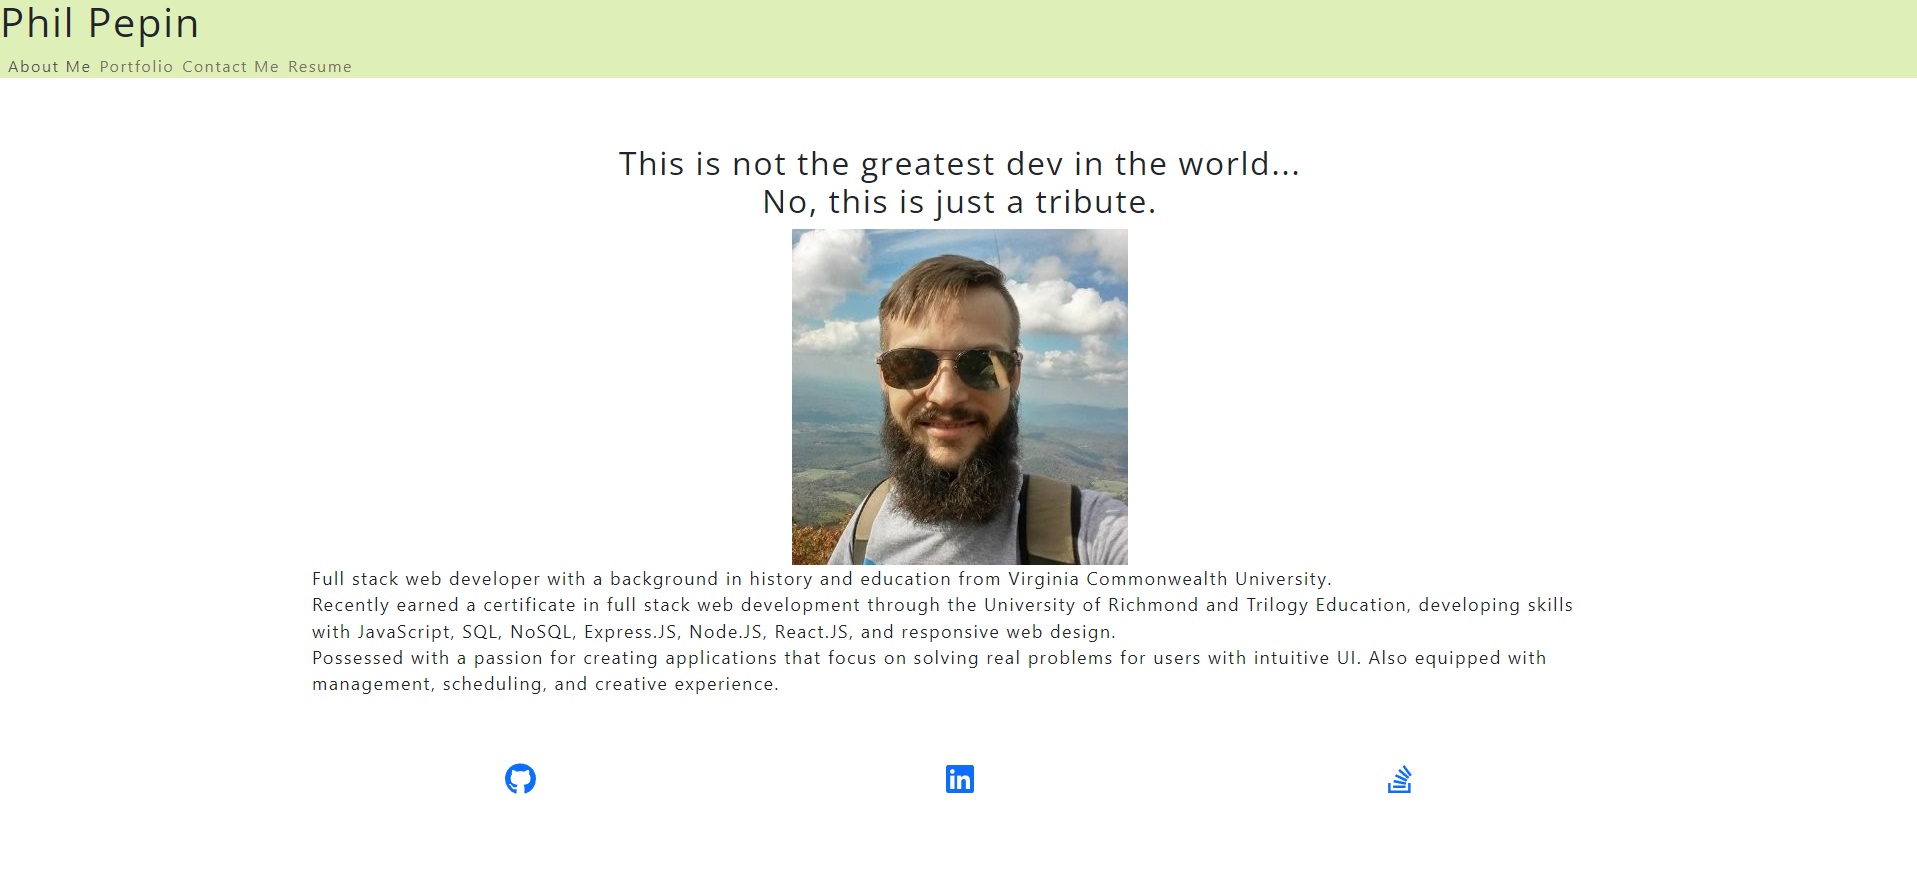 Phil Pepin
About Me Portfolio Contact Me Resume
This is not the greatest dev in the world...
No, this is just a tribute.
Full stack web developer with a background in history and education from Virginia Commonwealth University.
Recently earned a certificate in full stack web development through the University of Richmond and Trilogy Education, developing skills
with JavaScript, SQL, NoSQL, Express.JS, Node.JS, React.JS, and responsive web design.
Possessed with a passion for creating applications that focus on solving real problems for users with intuitive UI. Also equipped with
management, scheduling, and creative experience.
in